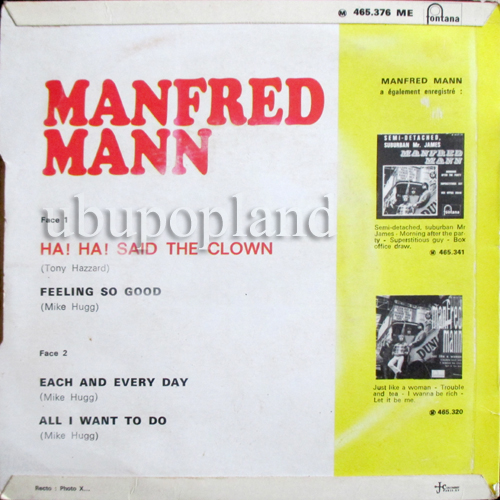 M 465.376 ME
fontana
MANFRED
MANN
Face 1
HA! HA! SAID THE CLOWN
(Tony Hazzard)
FEELING SO GOOD
(Mike Hugg)
Face 2
EACH AND EVERY DAY
(Mike Hugg)
ALL I WANT TO DO
(Mike Hugg)
ubupopland
MANFRED MANN
a également enregistré :
SEMI-DETACHED,
SUBURBAN Mr. JAMES
MANFRED
MANN
Semi-detached, suburban Mr
James - Morning after the par-
ty - Superstitious guy - Box
office draw.
M 465.341
manfred
mann
Just like a woman - Trouble
and tea - I wanna be rich -
Let it be me.
M 465.320
Recto : Photo X...